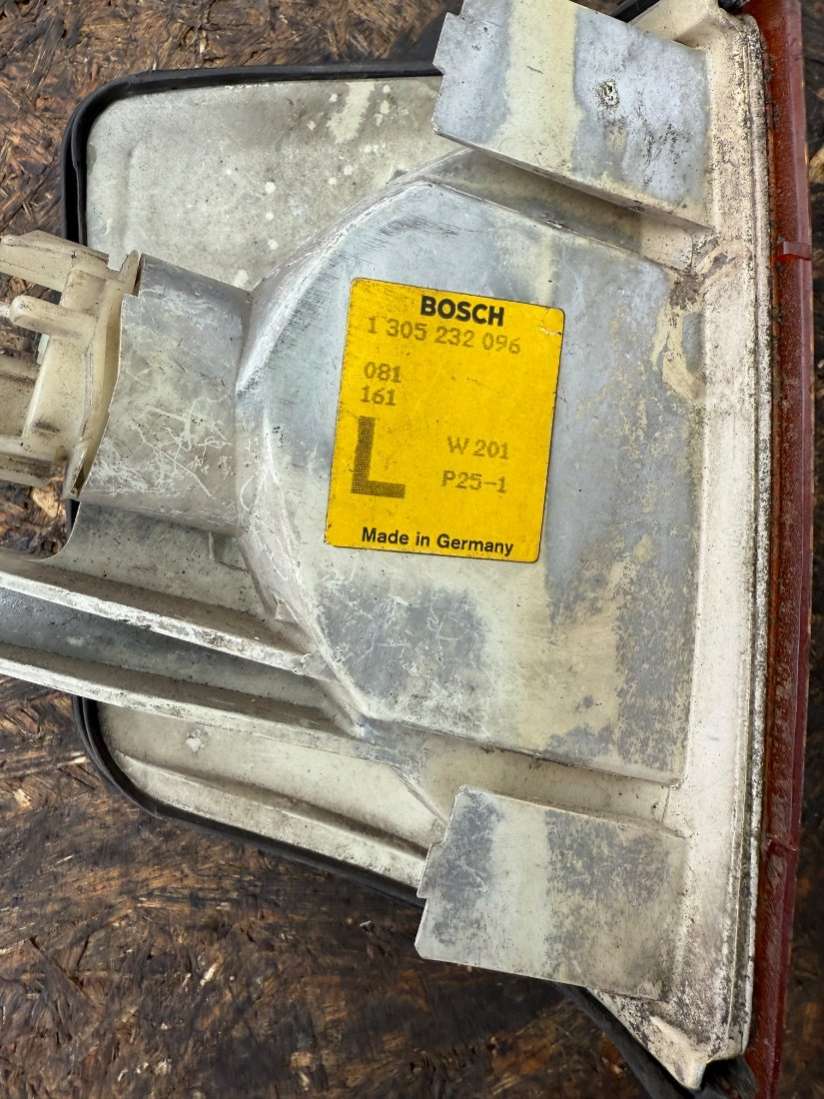 BOSCH
1 305 232 096
081
161
L
W 201
P25-1
Made in Germany